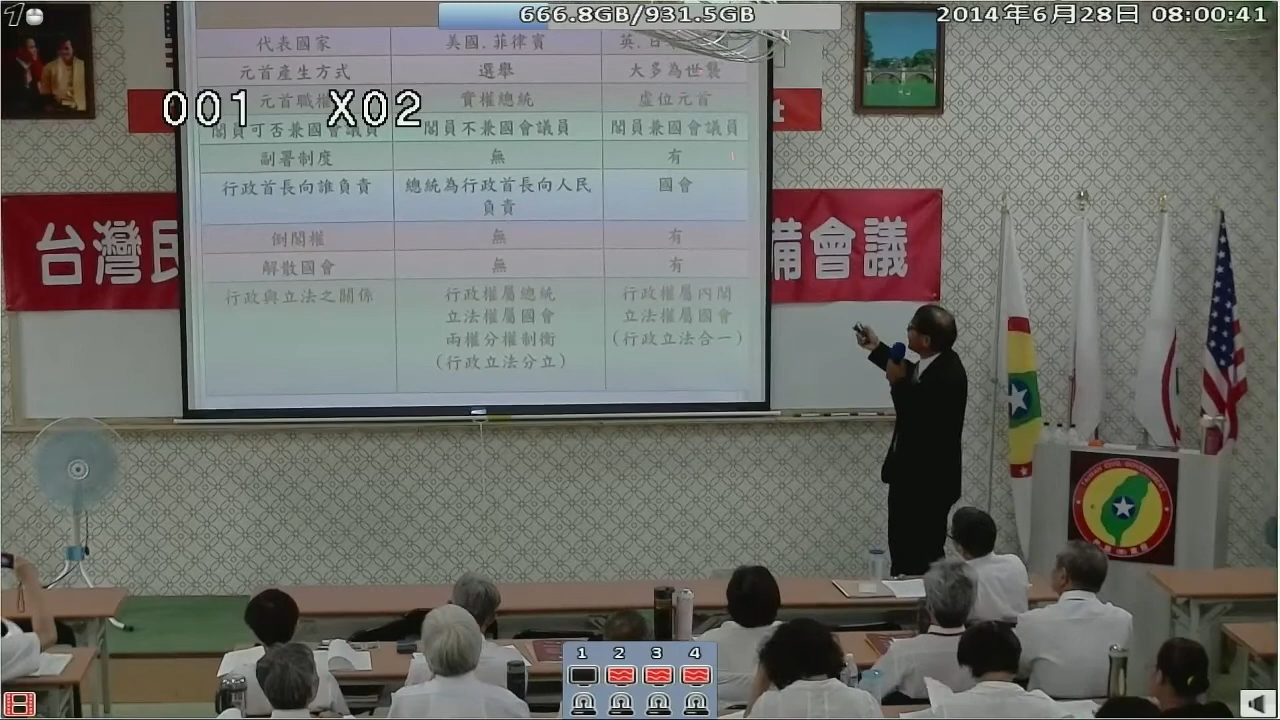 666.8GB/931.5GB
2014年6月28日 08:00:41
001 X02
代表國家 美國.菲律賓 英.日
元首產生方式 選舉 大多為世襲
元首職權 實權總統 虛位元首
閣員可否兼國會議員 閣員不兼國會議員 閣員兼國會議員
副署制度 無 有
行政首長向誰負責 總統為行政首長向人民負責 國會
倒閣權 無 有
解散國會 無 有
行政與立法之關係 行政權屬總統 行政權屬內閣
立法權屬國會 立法權屬國會
兩權分權制衡 (行政立法合一)
(行政立法分立)
台灣民
備會議
TAIWAN CIVIL GOVERNMENT
1 2 3 4